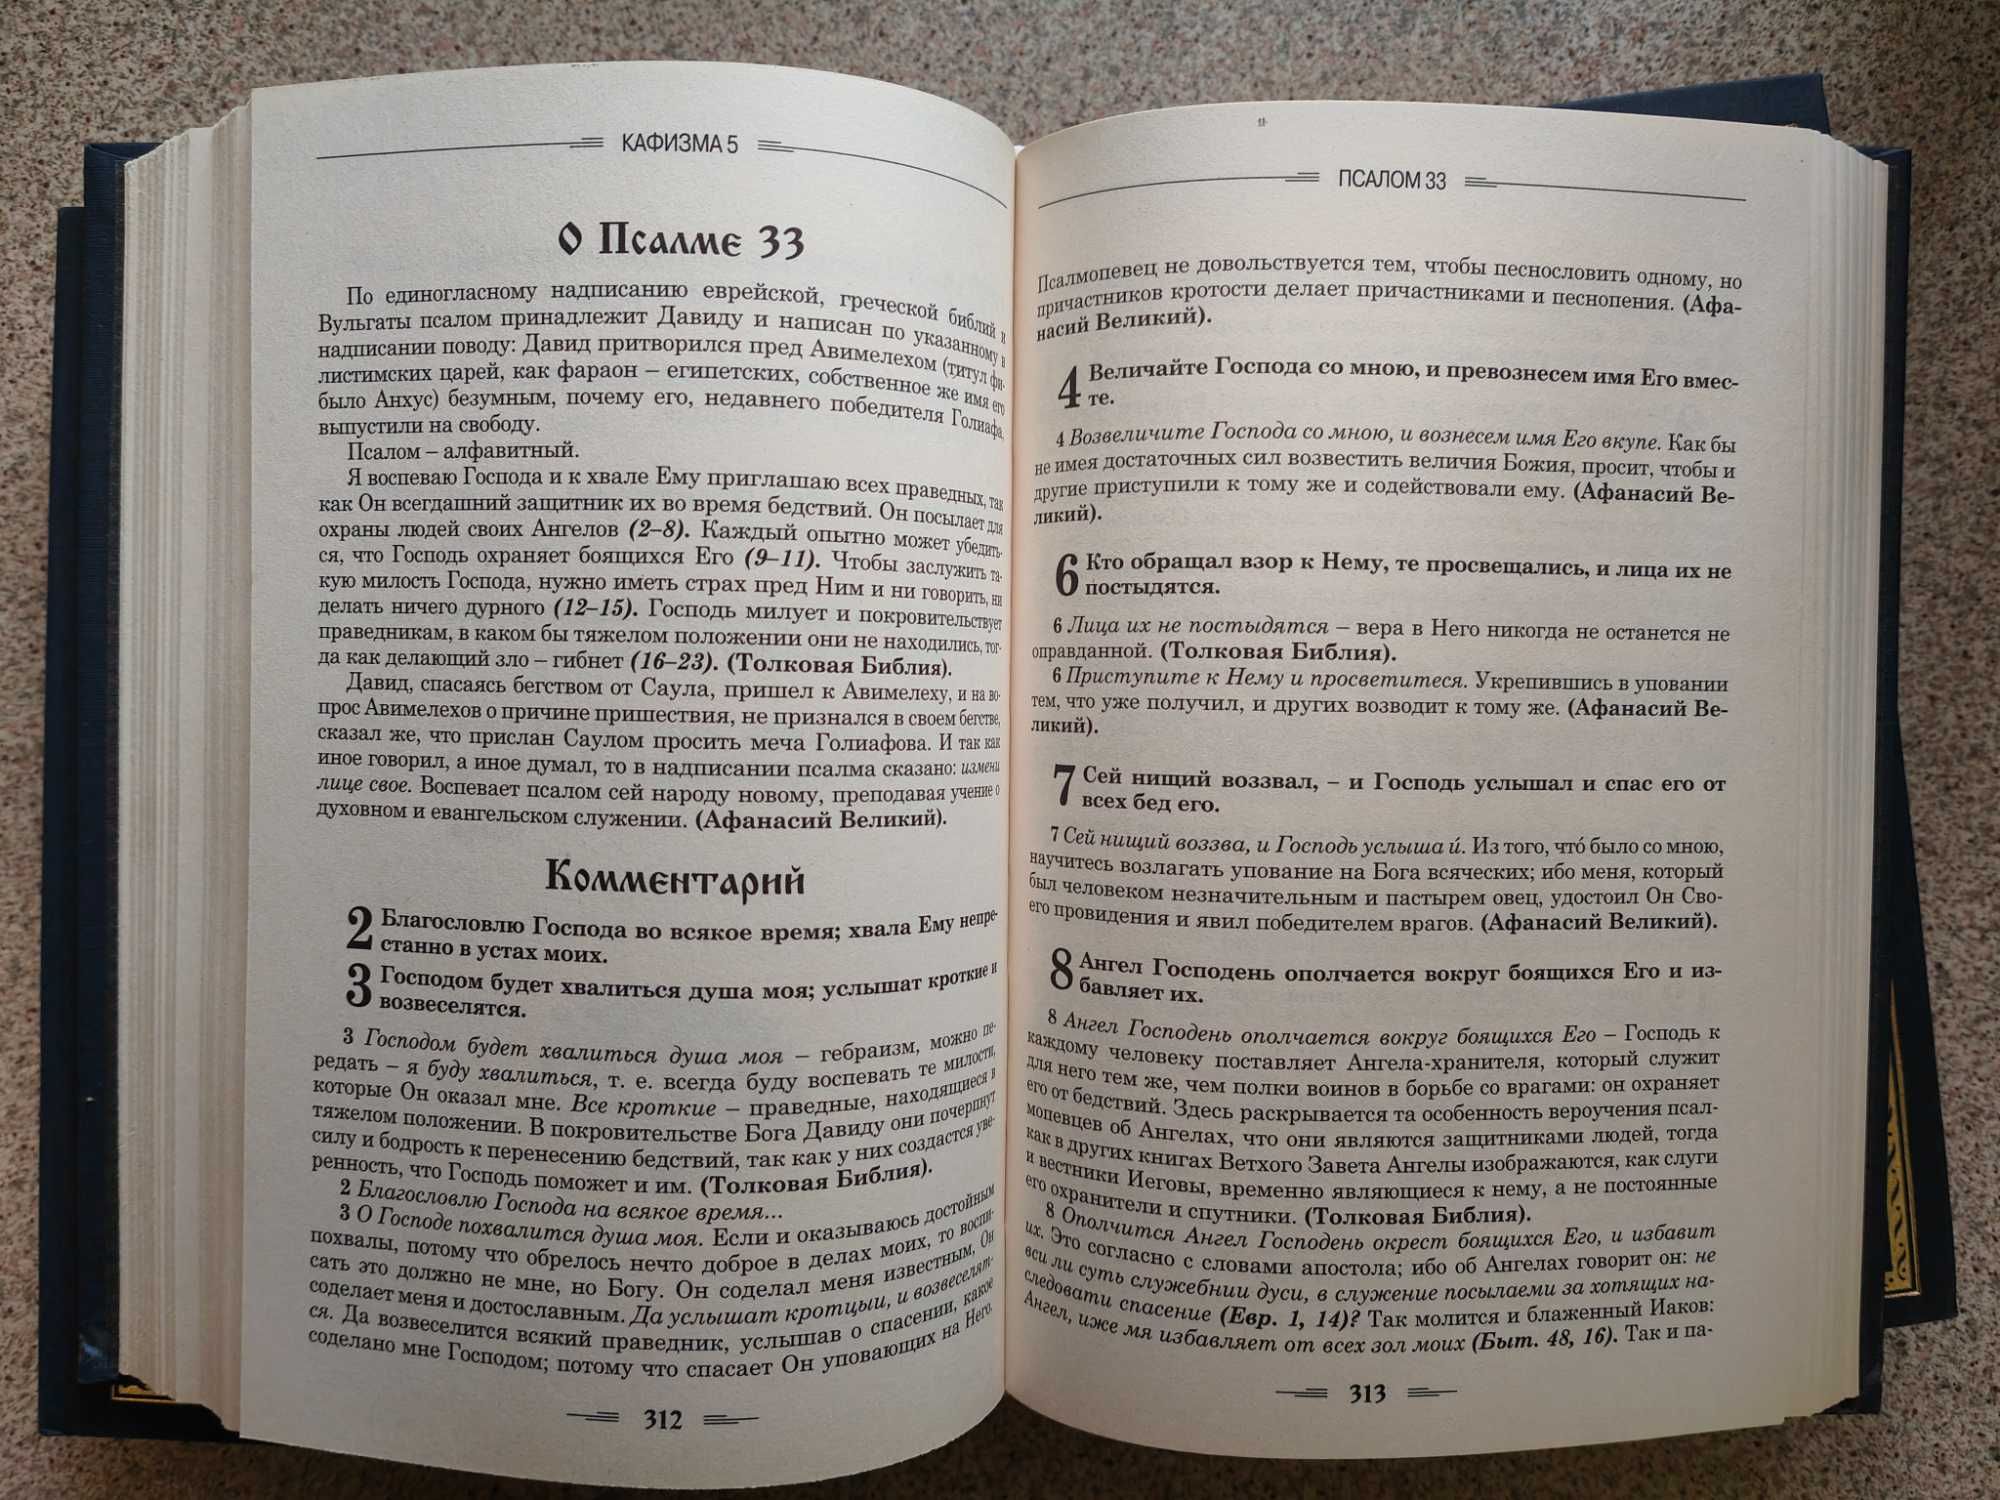 КАФИЗМА 5
О Псалме 33
По единогласному надписанию еврейской, греческой библий и
Вульгаты псалом принадлежит Давиду и написан по указанному в
надписании поводу: Давид притворился пред Авимелехом (титул фи-
листимских царей, как фараон – египетских, собственное же имя его
было Анхус) безумным, почему его, недавнего победителя Голиафа,
выпустили на свободу.
Псалом – алфавитный.
Я воспеваю Господа и к хвале Ему приглашаю всех праведных, так
как Он всегдашний защитник их во время бедствий. Он посылает для
охраны людей своих Ангелов (2–8). Каждый опытно может убедить-
ся, что Господь охраняет боящихся Его (9–11). Чтобы заслужить та-
кую милость Господа, нужно иметь страх пред Ним и ни говорить, ни
делать ничего дурного (12–15). Господь милует и покровительствует
праведникам, в каком бы тяжелом положении они не находились, тог-
да как делающий зло – гибнет (16–23). (Толковая Библия).
Давид, спасаясь бегством от Саула, пришел к Авимелеху, и на во-
прос Авимелехов о причине пришествия, не признался в своем бегстве,
сказал же, что прислан Саулом просить меча Голиафова. И так как
иное говорил, а иное думал, то в надписании псалма сказано: измени
лице свое. Воспевает псалом сей народу новому, преподавая учение о
духовном и евангельском служении. (Афанасий Великий).
Комментарий
2 Благословлю Господа во всякое время; хвала Ему непре-
станно в устах моих.
3 Господом будет хвалиться душа моя; услышат кроткие и
возвеселятся.
3 Господом будет хвалиться душа моя – гебраизм, можно пе-
редать – я буду хвалиться, т. е. всегда буду воспевать те милости,
которые Он оказал мне. Все кроткие – праведные, находящиеся в
тяжелом положении. В покровительстве Бога Давиду они почерпнут
силу и бодрость к перенесению бедствий, так как у них создастся уве-
ренность, что Господь поможет и им. (Толковая Библия).
2 Благословлю Господа на всякое время...
3 О Господе похвалится душа моя. Если и оказываюсь достойным
похвалы, потому что обрелось нечто доброе в делах моих, то воспи-
сать это должно не мне, но Богу. Он соделал меня известным, Он
соделает меня и достославным. Да услышат кротцыи, и возвеселят-
ся. Да возвеселится всякий праведник, услышав о спасении, какое
соделано мне Господом; потому что спасает Он уповающих на Него.
312
ПСАЛОМ 33
Псалмопевец не довольствуется тем, чтобы песнословить одному, но
причастников кротости делает причастниками и песнопения. (Афа-
насий Великий).
4 Величайте Господа со мною, и превознесем имя Его вмес-
те.
4 Возвеличите Господа со мною, и вознесем имя Его вкупе. Как бы
не имея достаточных сил возвестить величия Божия, просит, чтобы и
другие приступили к тому же и содействовали ему. (Афанасий Ве-
ликий).
6 Кто обращал взор к Нему, те просвещались, и лица их не
постыдятся.
6 Лица их не постыдятся – вера в Него никогда не останется не
оправданной. (Толковая Библия).
6 Приступите к Нему и просветитеся. Укрепившись в уповании
тем, что уже получил, и других возводит к тому же. (Афанасий Ве-
ликий).
7 Сей нищий воззвал, – и Господь услышал и спас его от
всех бед его.
7 Сей нищий воззва, и Господь услыша и́. Из того, что́ было со мною,
научитесь возлагать упование на Бога всяческих; ибо меня, который
был человеком незначительным и пастырем овец, удостоил Он Сво-
его провидения и явил победителем врагов. (Афанасий Великий).
8 Ангел Господень ополчается вокруг боящихся Его и из-
бавляет их.
8 Ангел Господень ополчается вокруг боящихся Его – Господь к
каждому человеку поставляет Ангела-хранителя, который служит
для него тем же, чем полки воинов в борьбе со врагами: он охраняет
его от бедствий. Здесь раскрывается та особенность вероучения псал-
мопевцев об Ангелах, что они являются защитниками людей, тогда
как в других книгах Ветхого Завета Ангелы изображаются, как слуги
и вестники Иеговы, временно являющиеся к нему, а не постоянные
его охранители и спутники. (Толковая Библия).
8 Ополчится Ангел Господень окрест боящихся Его, и избавит
их. Это согласно с словами апостола; ибо об Ангелах говорит он: не
вси ли суть служебнии дуси, в служение посылаеми за хотящих на-
следовати спасение (Евр. 1, 14)? Так молится и блаженный Иаков:
Ангел, иже мя избавляет от всех зол моих (Быт. 48, 16). Так и па-
313